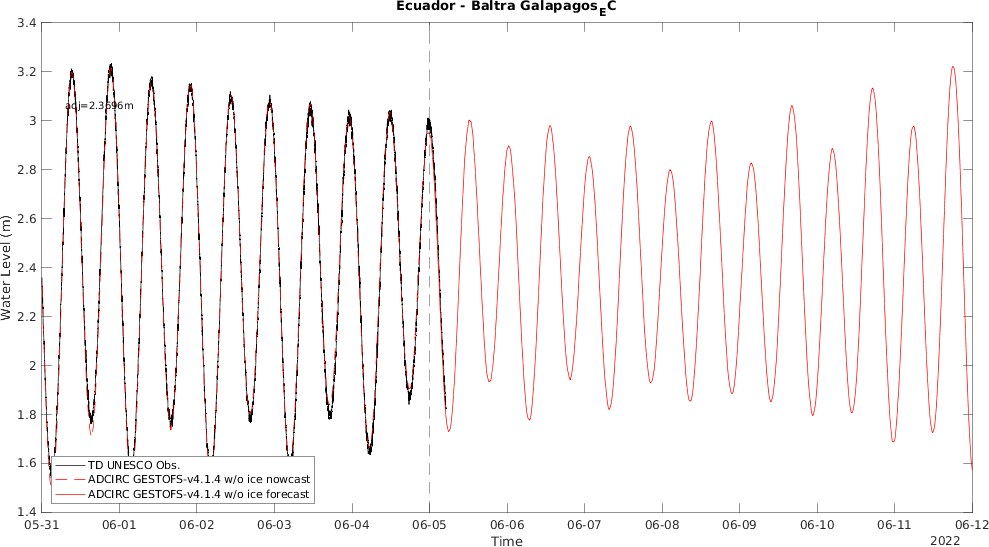 Ecuador - Baltra Galapagos_EC
3.4
3.2
3
2.8
2.6
2.4
2.2
2
1.8
1.6
1.4
Water Level (m)
adj=2.3696m
TD UNESCO Obs.
ADCIRC GESTOFS-v4.1.4 w/o ice nowcast
ADCIRC GESTOFS-v4.1.4 w/o ice forecast
05-31 06-01 06-02 06-03 06-04 06-05 06-06 06-07 06-08 06-09 06-10 06-11 06-12
Time
2022